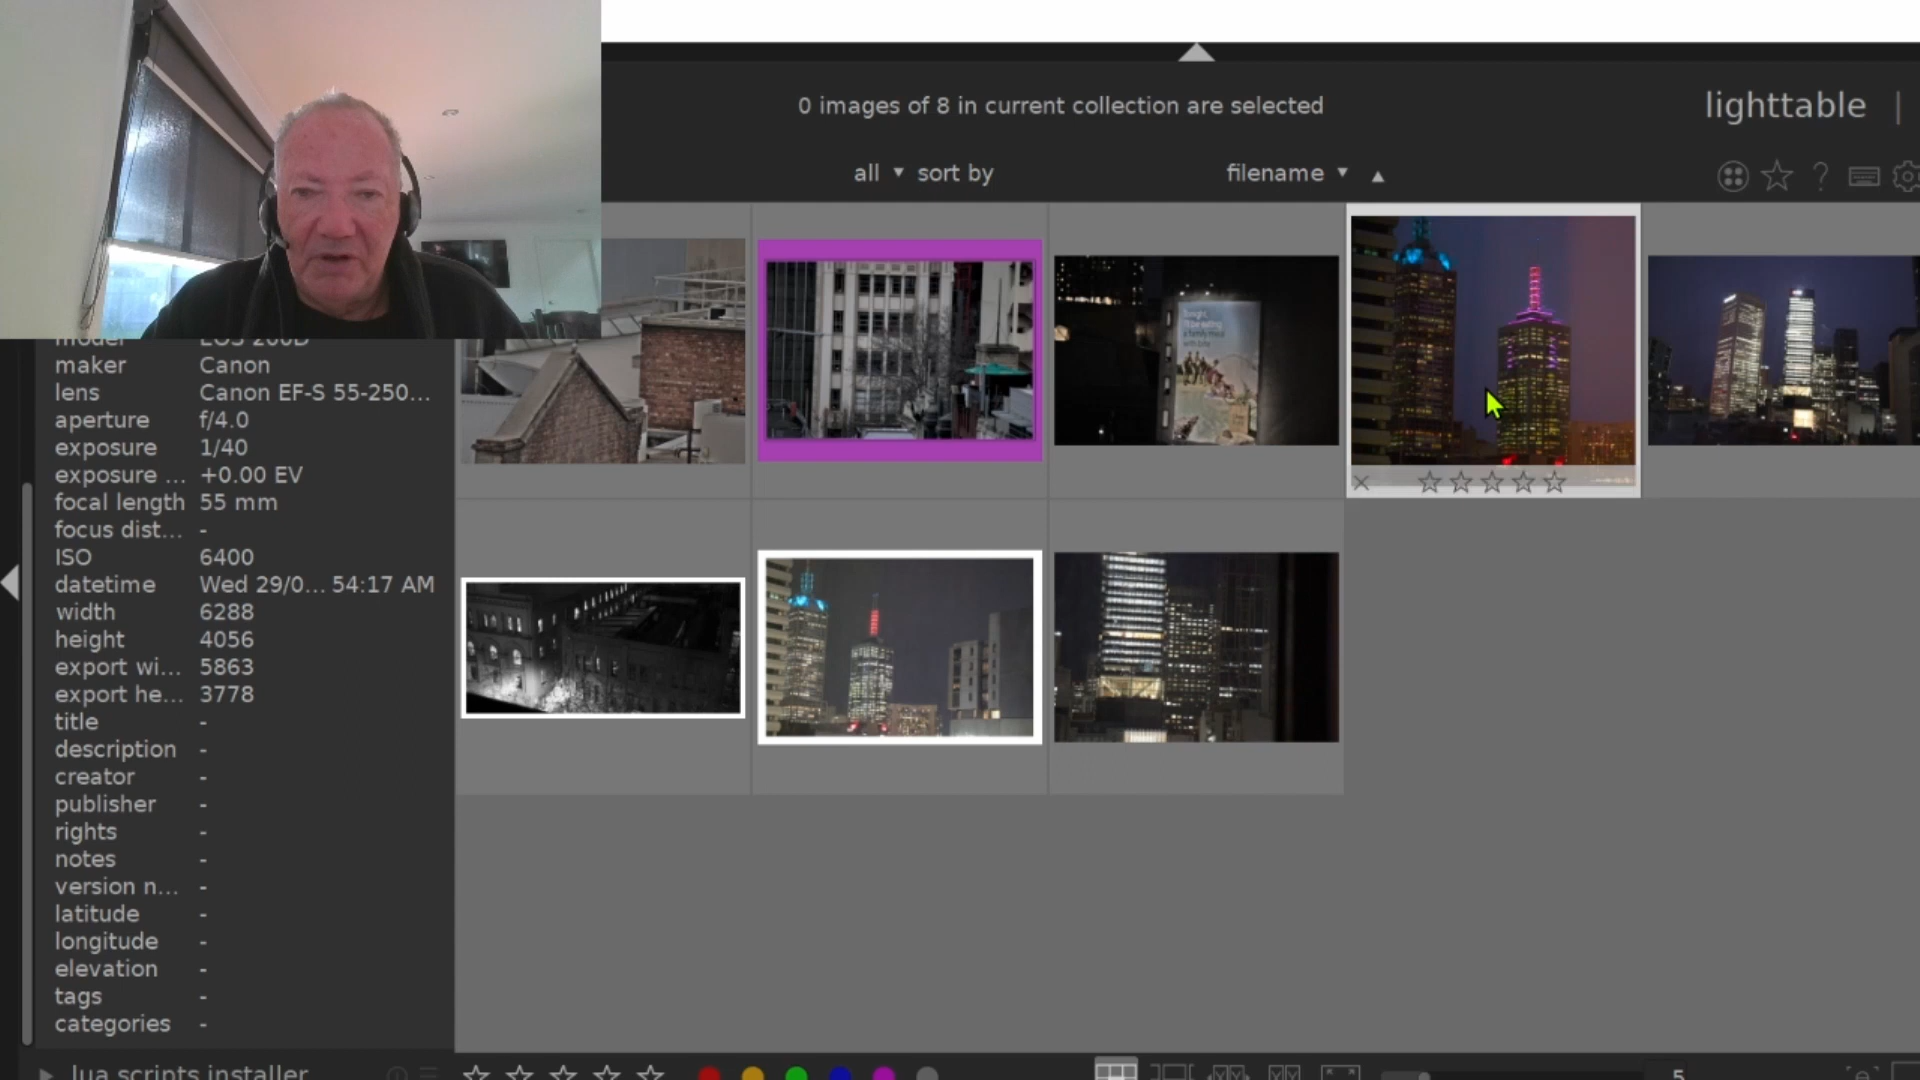 0 images of 8 in current collection are selected
lighttable |
all ▾ sort by filename ▾ ▲
?
model EOS 200D
maker Canon
lens Canon EF-S 55-250...
aperture f/4.0
exposure 1/40
exposure ... +0.00 EV
focal length 55 mm
focus dist... -
ISO 6400
datetime Wed 29/0... 54:17 AM
width 6288
height 4056
export wi... 5863
export he... 3778
title -
description -
creator -
publisher -
rights -
notes -
version n... -
latitude -
longitude -
elevation -
tags -
categories -
lua scripts installer
5